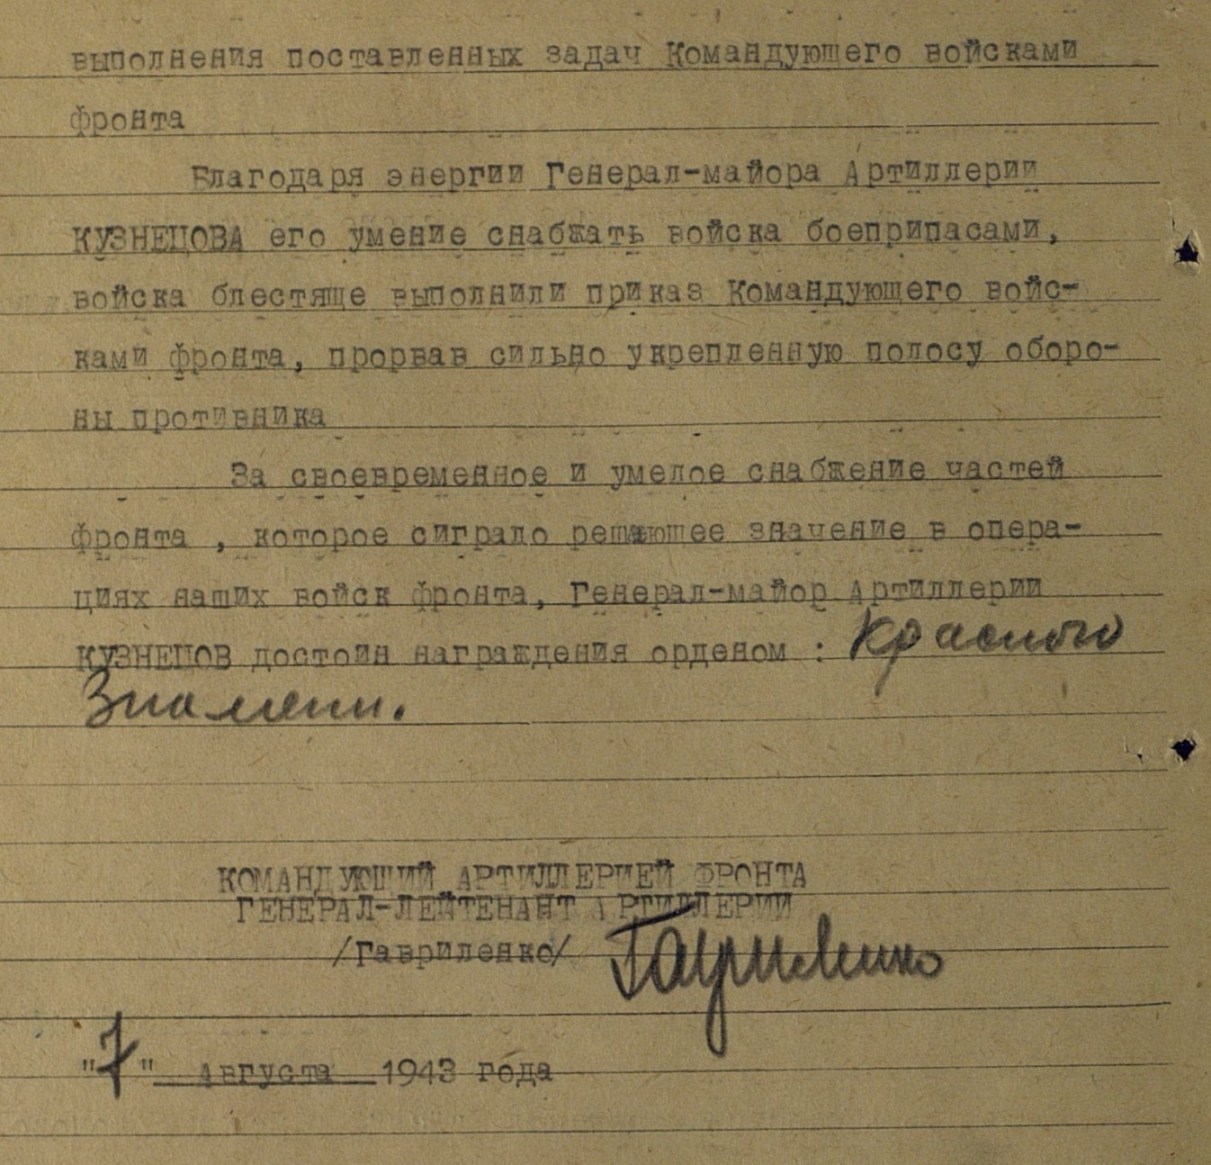 выполнения поставленных задач Командующего войсками
фронта
Благодаря энергии Генерал-майора Артиллерии
КУЗНЕЦОВА его умение снабжать войска боеприпасами,
войска блестяще выполнили приказ Командующего войс-
ками фронта, прорвав сильно укрепленную полосу оборо-
ны противника
За своевременное и умелое снабжение частей
фронта , которое сиграло решающее значение в опера-
циях наших войск фронта, Генерал-майор Артиллерии
КУЗНЕЦОВ достоин награждения орденом : Красного
Знамени.
КОМАНДУЮЩИЙ АРТИЛЛЕРИЕЙ ФРОНТА
ГЕНЕРАЛ-ЛЕЙТЕНАНТ АРТИЛЛЕРИИ
/Гавриленко/ Гавриленко
"7" Августа 1943 года